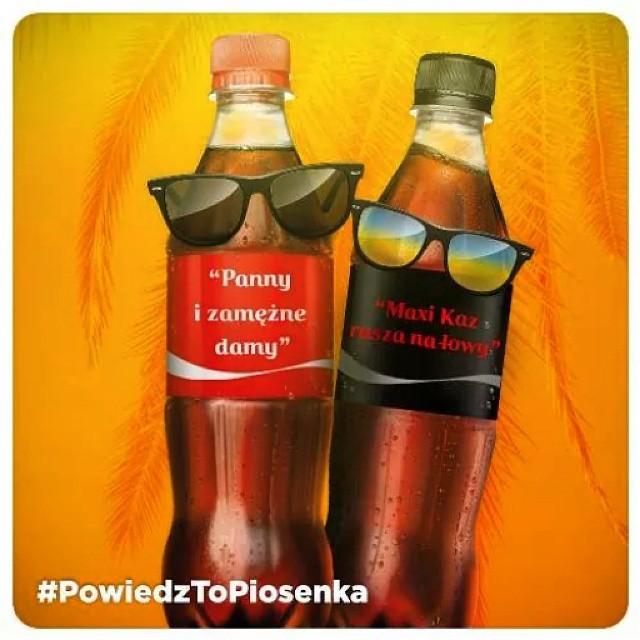 “Panny
i zamężne
damy”
“Maxi Kaz
rusza na łowy”
#PowiedzToPiosenka